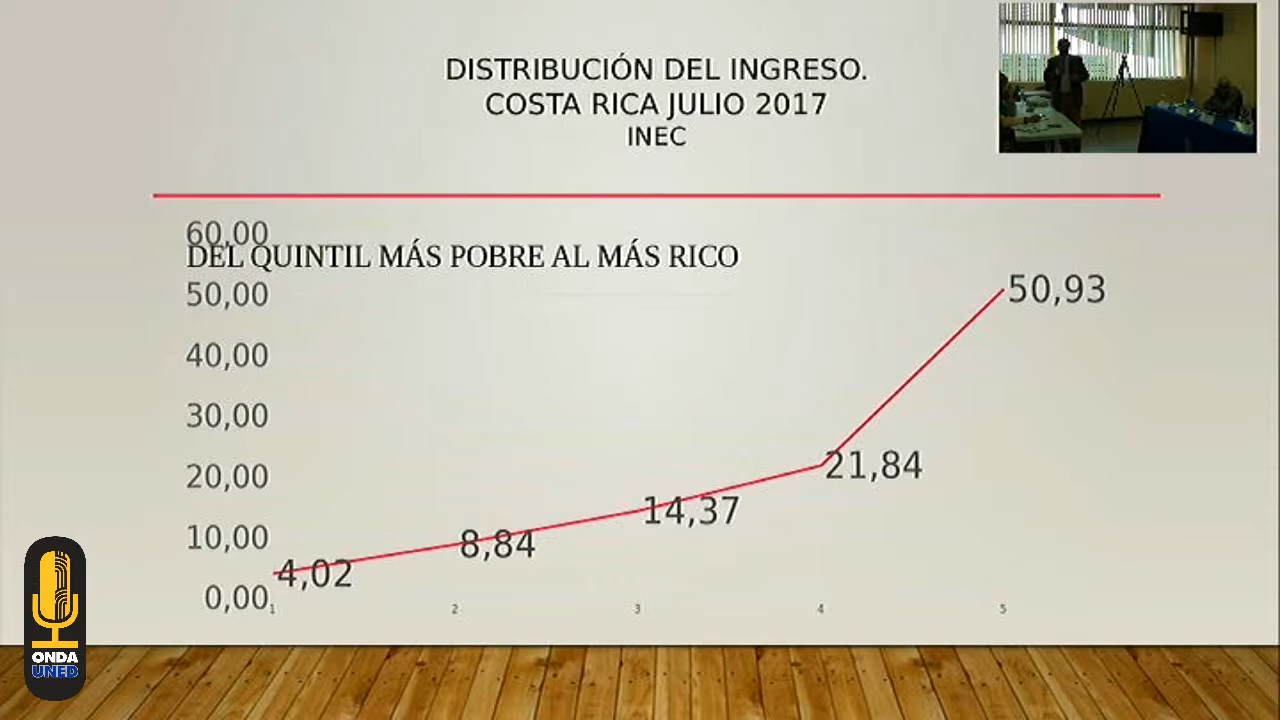 DISTRIBUCIÓN DEL INGRESO.
COSTA RICA JULIO 2017
INEC
60,00
DEL QUINTIL MÁS POBRE AL MÁS RICO
50,00
50,93
40,00
30,00
20,00
21,84
14,37
10,00
8,84
4,02
0,00
1 2 3 4 5
ONDA
UNED